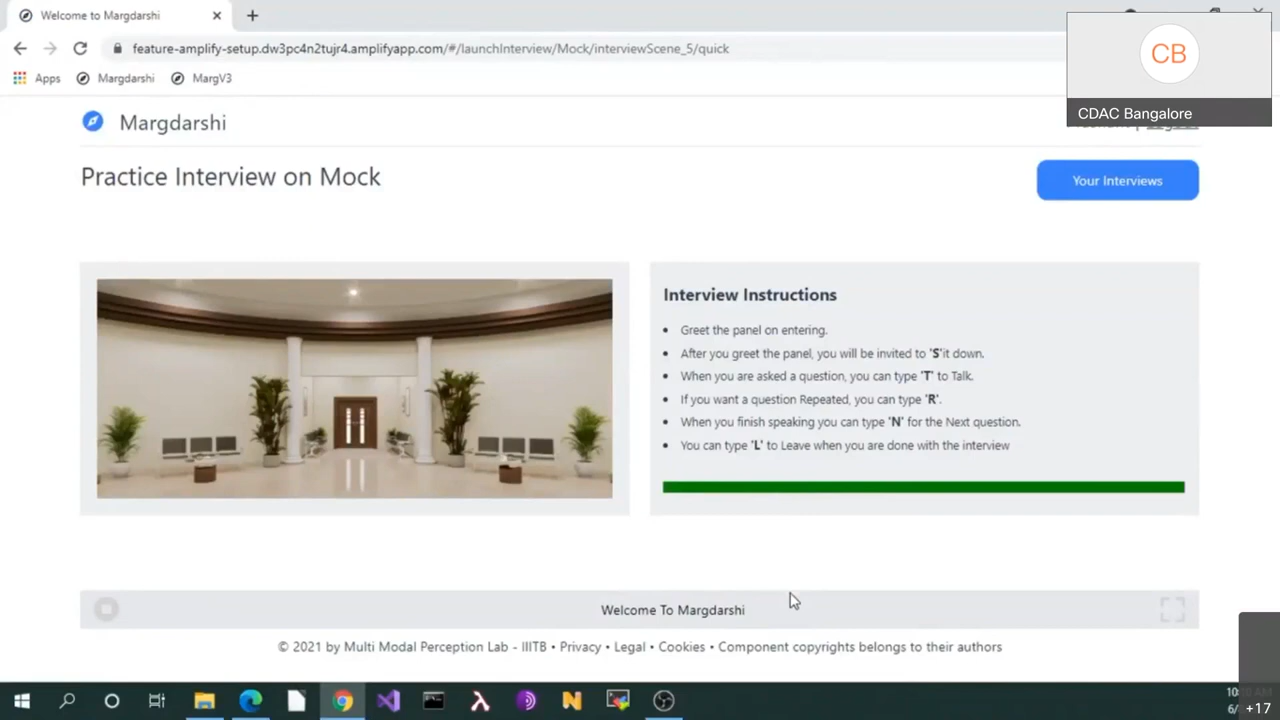 Welcome to Margdarshi
feature-amplify-setup.dw3pc4n2tujr4.amplifyapp.com/#/launchInterview/Mock/interviewScene_5/quick
Apps
Margdarshi
MargV3
CB
CDAC Bangalore
Margdarshi
Practice Interview on Mock
Your Interviews
Interview Instructions
• Greet the panel on entering.
• After you greet the panel, you will be invited to 'S'it down.
• When you are asked a question, you can type 'T' to Talk.
• If you want a question Repeated, you can type 'R'.
• When you finish speaking you can type 'N' for the Next question.
• You can type 'L' to Leave when you are done with the interview
Welcome To Margdarshi
© 2021 by Multi Modal Perception Lab - IIITB • Privacy • Legal • Cookies • Component copyrights belongs to their authors
+17